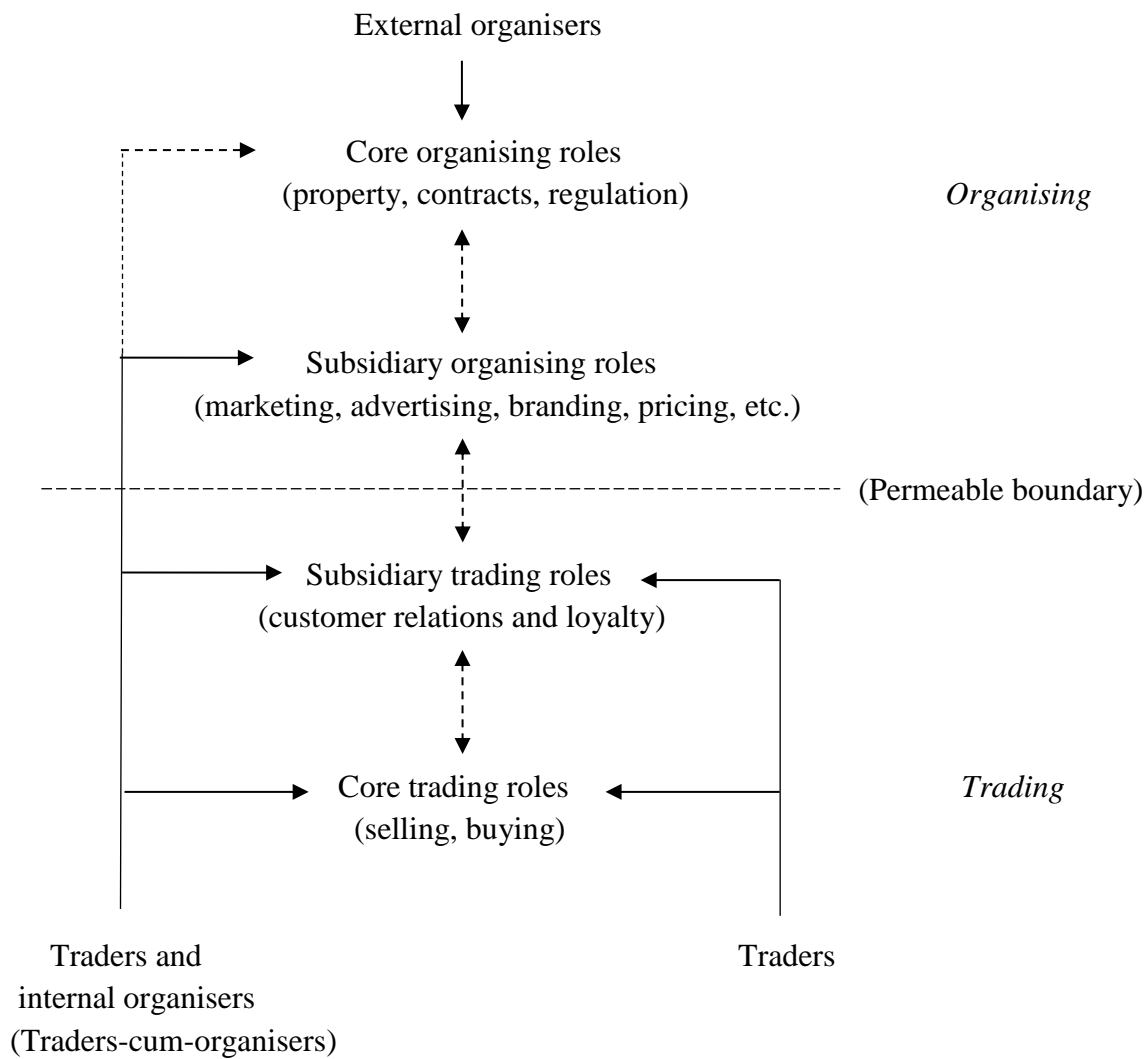 External organisers
Core organising roles
(property, contracts, regulation)
Organising
Subsidiary organising roles
(marketing, advertising, branding, pricing, etc.)
(Permeable boundary)
Subsidiary trading roles
(customer relations and loyalty)
Core trading roles
(selling, buying)
Trading
Traders and
internal organisers
(Traders-cum-organisers)
Traders